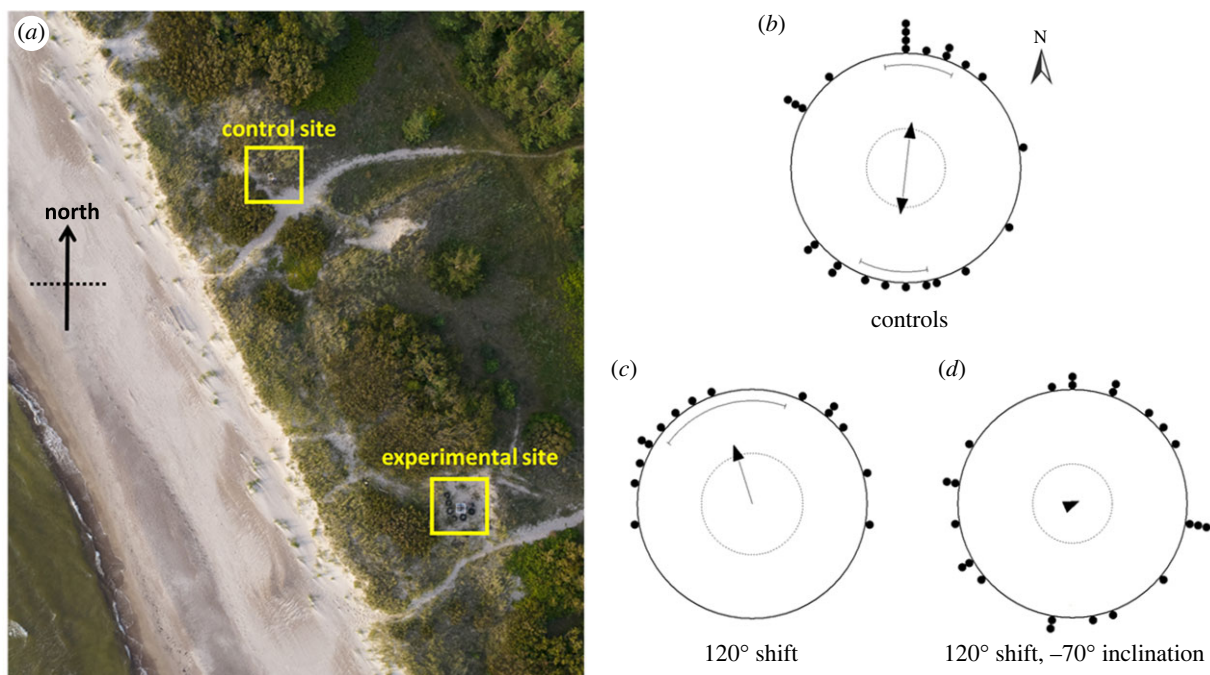 (a)
control site
north
experimental site
(b)
N
controls
(c)
120° shift
(d)
120° shift, –70° inclination